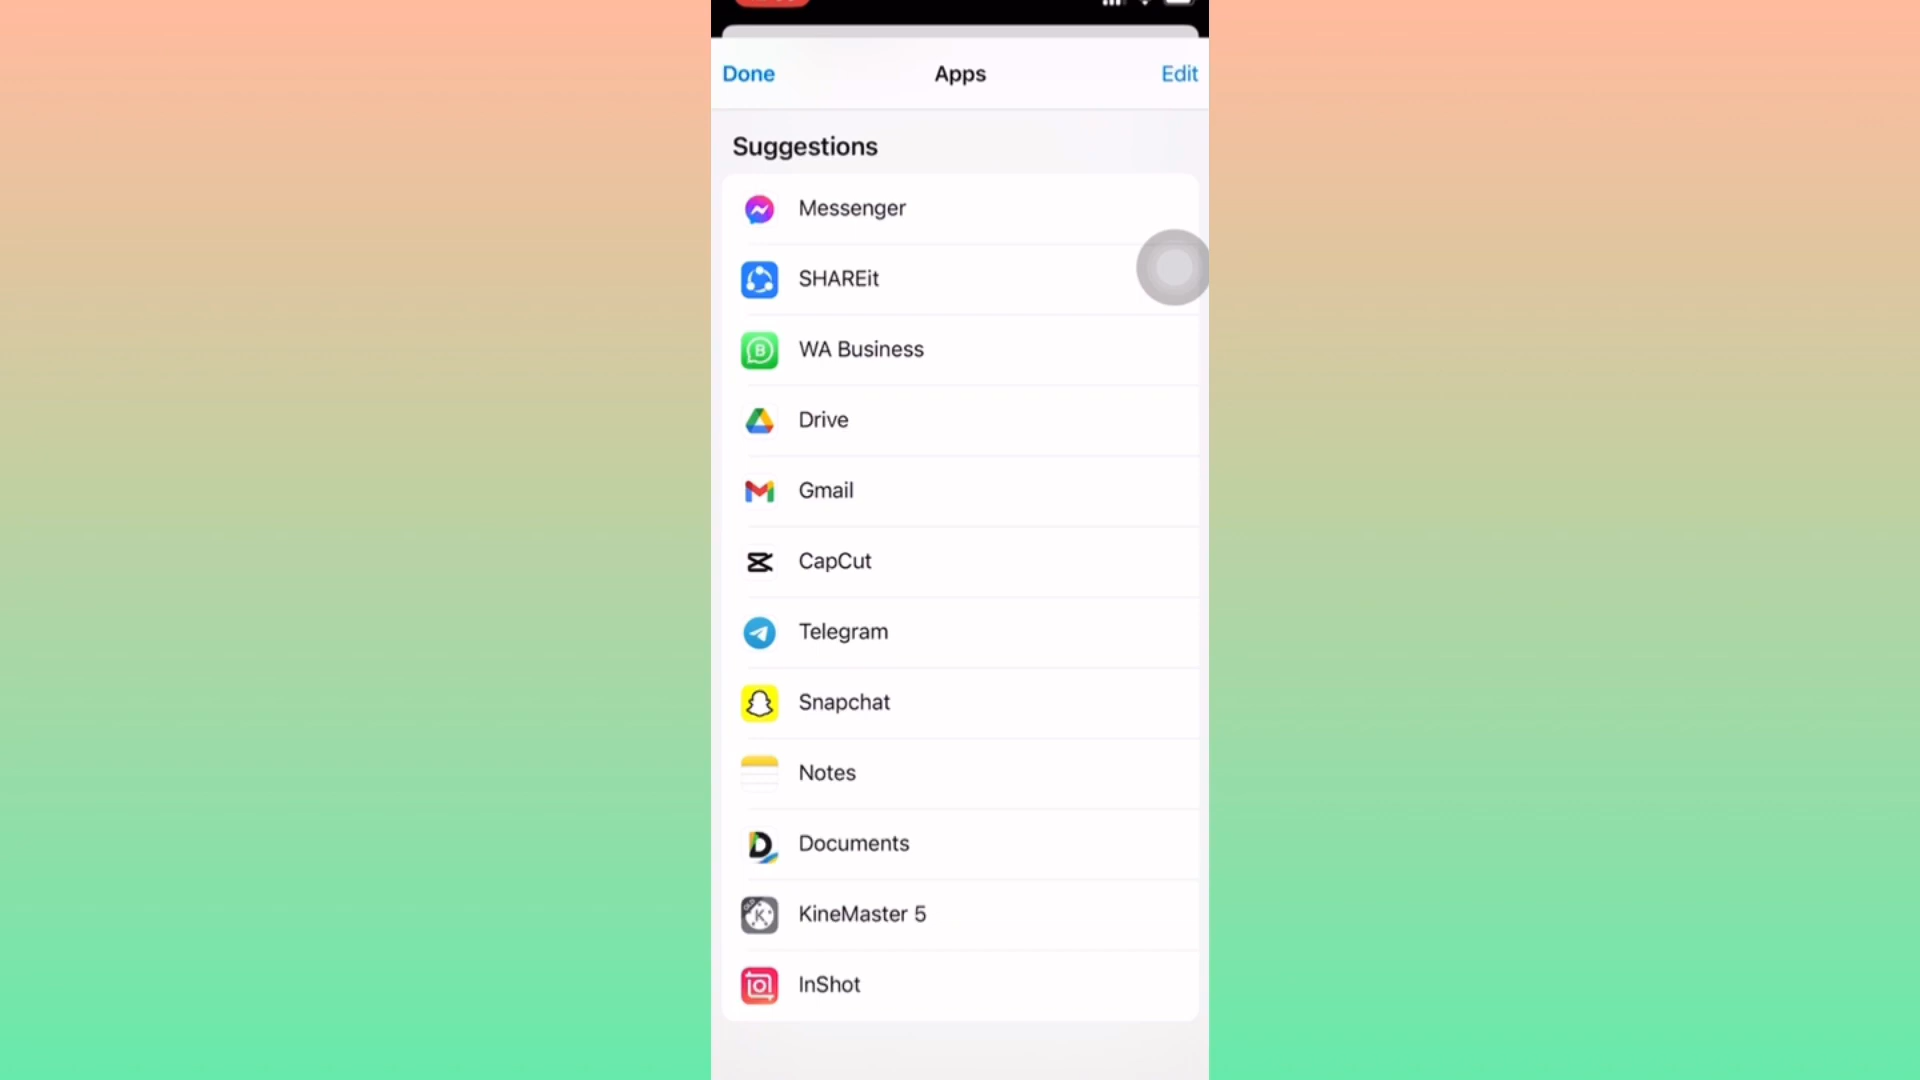 Done
Apps
Edit
Suggestions
Messenger
SHAREit
WA Business
Drive
Gmail
CapCut
Telegram
Snapchat
Notes
Documents
KineMaster 5
InShot